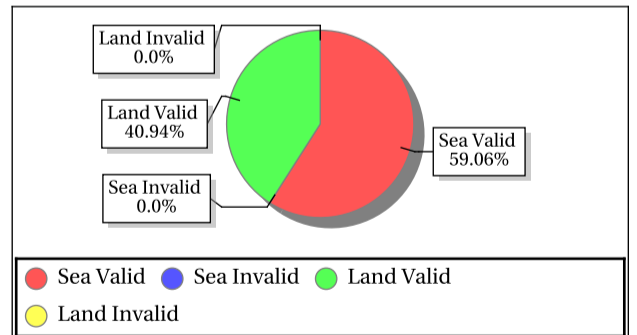 Land Invalid
0.0%
Land Valid
40.94%
Sea Valid
59.06%
Sea Invalid
0.0%
Sea Valid Sea Invalid Land Valid
Land Invalid